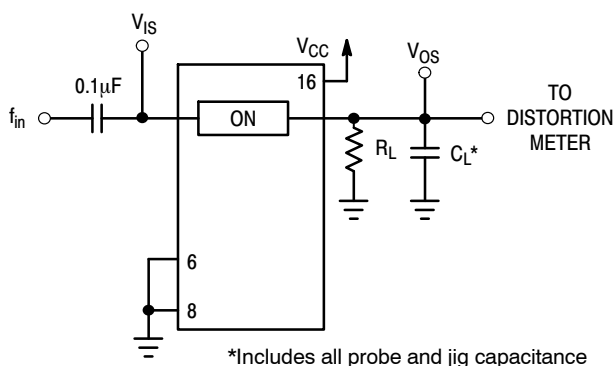 V_IS
V_CC
V_OS
16
0.1µF
f_in
ON
R_L
C_L*
TO
DISTORTION
METER
6
8
*Includes all probe and jig capacitance